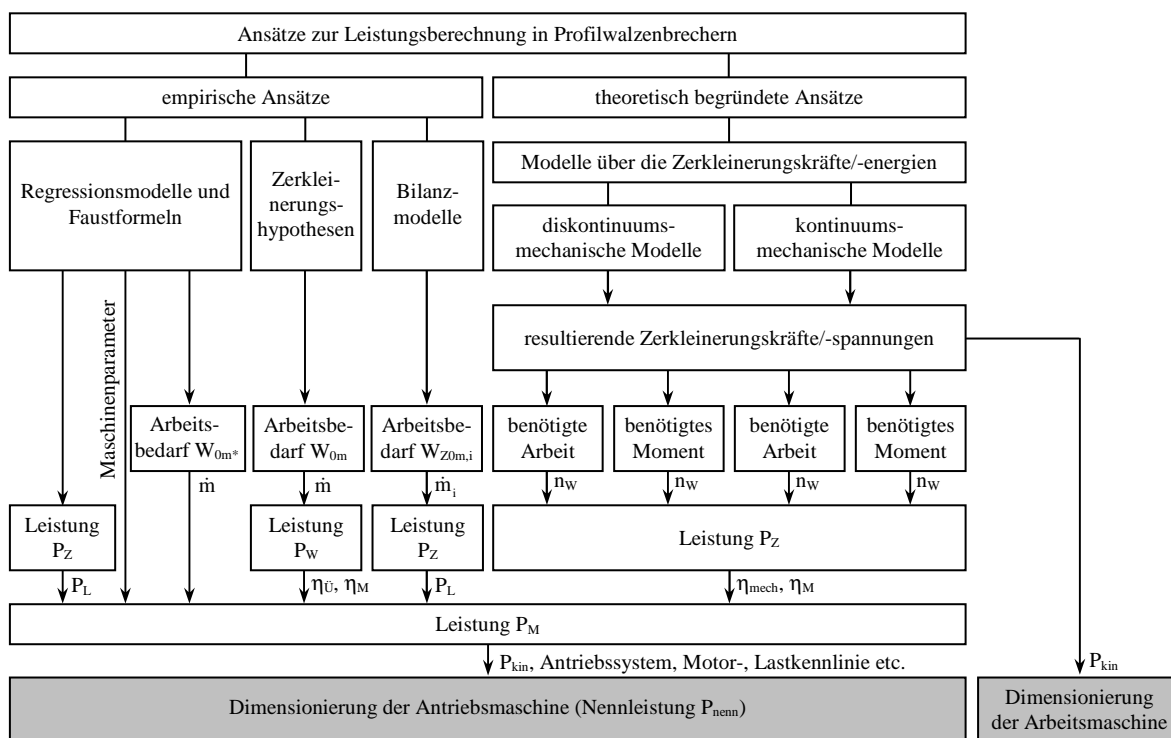 Ansätze zur Leistungsberechnung in Profilwalzenbrechern
empirische Ansätze
theoretisch begründete Ansätze
Regressionsmodelle und
Faustformeln
Zerklei-
nerungs-
hypothesen
Bilanz-
modelle
Modelle über die Zerkleinerungskräfte/-energien
diskontinuums-
mechanische Modelle
kontinuums-
mechanische Modelle
resultierende Zerkleinerungskräfte/-spannungen
Maschinenparameter
Arbeits-
bedarf W0m*
Arbeitsbe-
darf W0m
Arbeitsbe-
darf WZ0m,i
benötigte
Arbeit
benötigtes
Moment
benötigte
Arbeit
benötigtes
Moment
ṁ
ṁ
ṁi
nW
nW
nW
nW
Leistung
PZ
Leistung
PW
Leistung
PZ
Leistung PZ
PL
ηÜ, ηM
PL
ηmech, ηM
Leistung PM
Pkin, Antriebssystem, Motor-, Lastkennlinie etc.
Pkin
Dimensionierung der Antriebsmaschine (Nennleistung Pnenn)
Dimensionierung
der Arbeitsmaschine